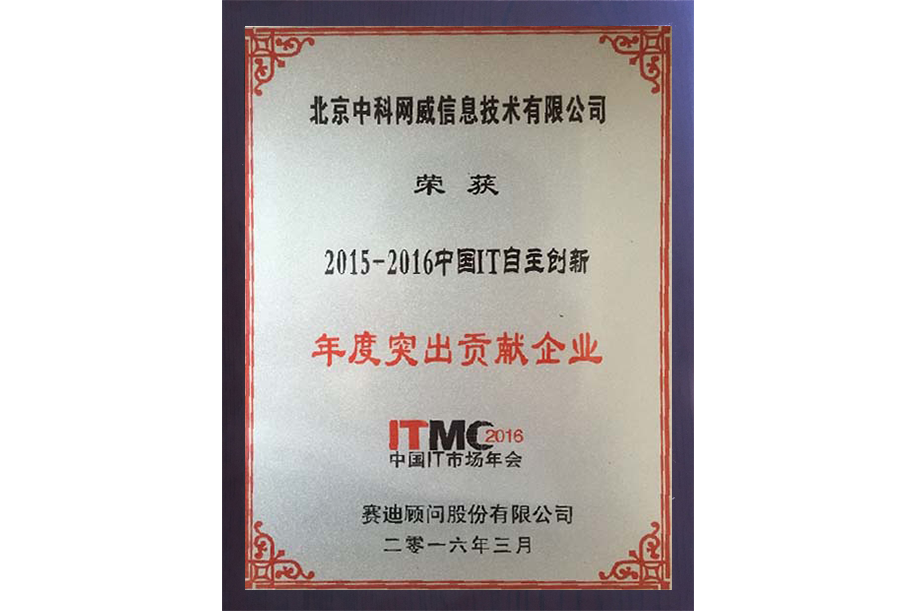 北京中科网威信息技术有限公司
荣获
2015-2016中国IT自主创新
年度突出贡献企业
ITMC2016
中国IT市场年会
赛迪顾问股份有限公司
二零一六年三月